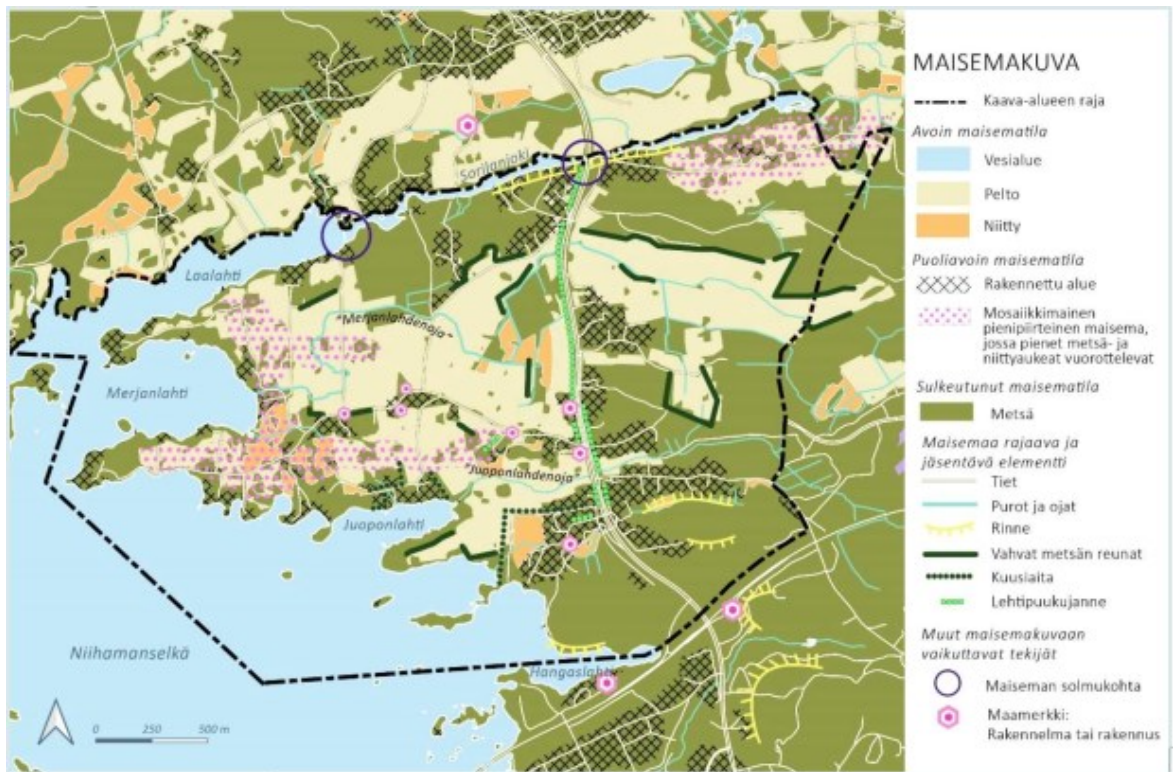 MAISEMAKUVA
Kaava-alueen raja
Avoin maisematila
Vesialue
Pelto
Niitty
Puoliavoin maisematila
Rakennettu alue
Mosaiikkimainen
pienipiirteinen maisema,
jossa pienet metsä- ja
niittyaukeat vuorottelevat
Sulkeutunut maisematila
Metsä
Maisemaa rajaava ja
jäsentävä elementti
Tiet
Purot ja ojat
Rinne
Vahvat metsän reunat
Kuusiaita
Lehtipuukujanne
Muut maisemakuvaan
vaikuttavat tekijät
Maiseman solmukohta
Maamerkki:
Rakennelma tai rakennus
Sorilanjoki
Laalahti
"Merjanlahdenoja"
Merjanlahti
"Juoponlahdenoja"
Juoponlahti
Niihamanselkä
Hangaslahti
0 250 500 m